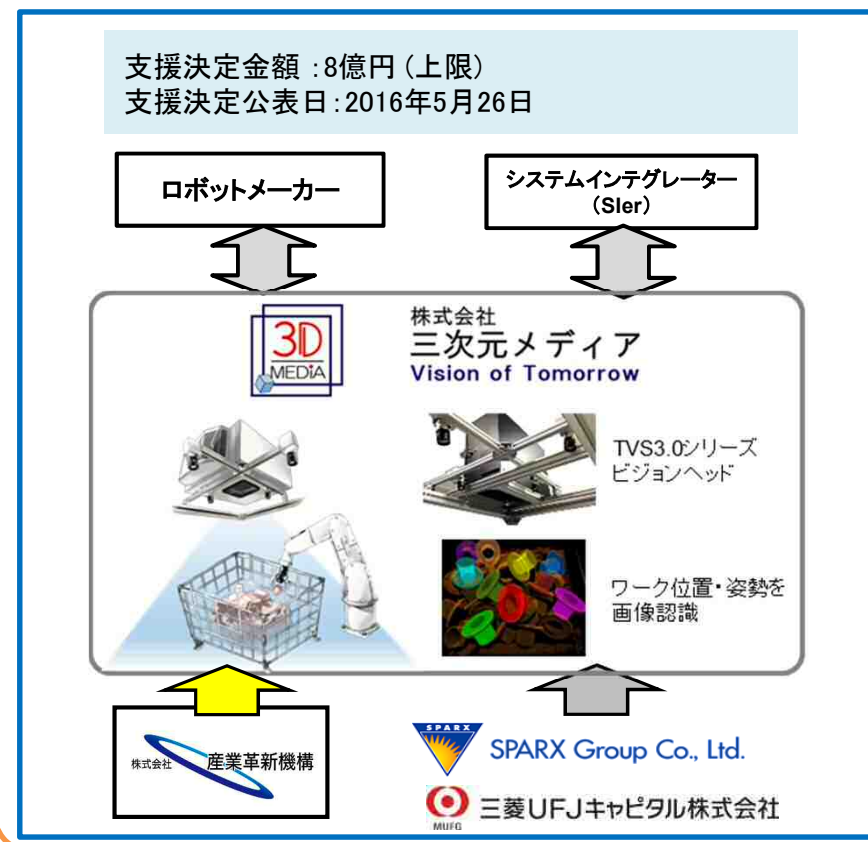 支援決定金額：8億円（上限）
支援決定公表日：2016年5月26日
ロボットメーカー
システムインテグレーター
（SIer）
3D
MEDiA
株式会社
三次元メディア
Vision of Tomorrow
TVS3.0シリーズ
ビジョンヘッド
ワーク位置・姿勢を
画像認識
株式会社 産業革新機構
SPARX
SPARX Group Co., Ltd.
MUFG
三菱UFJキャピタル株式会社